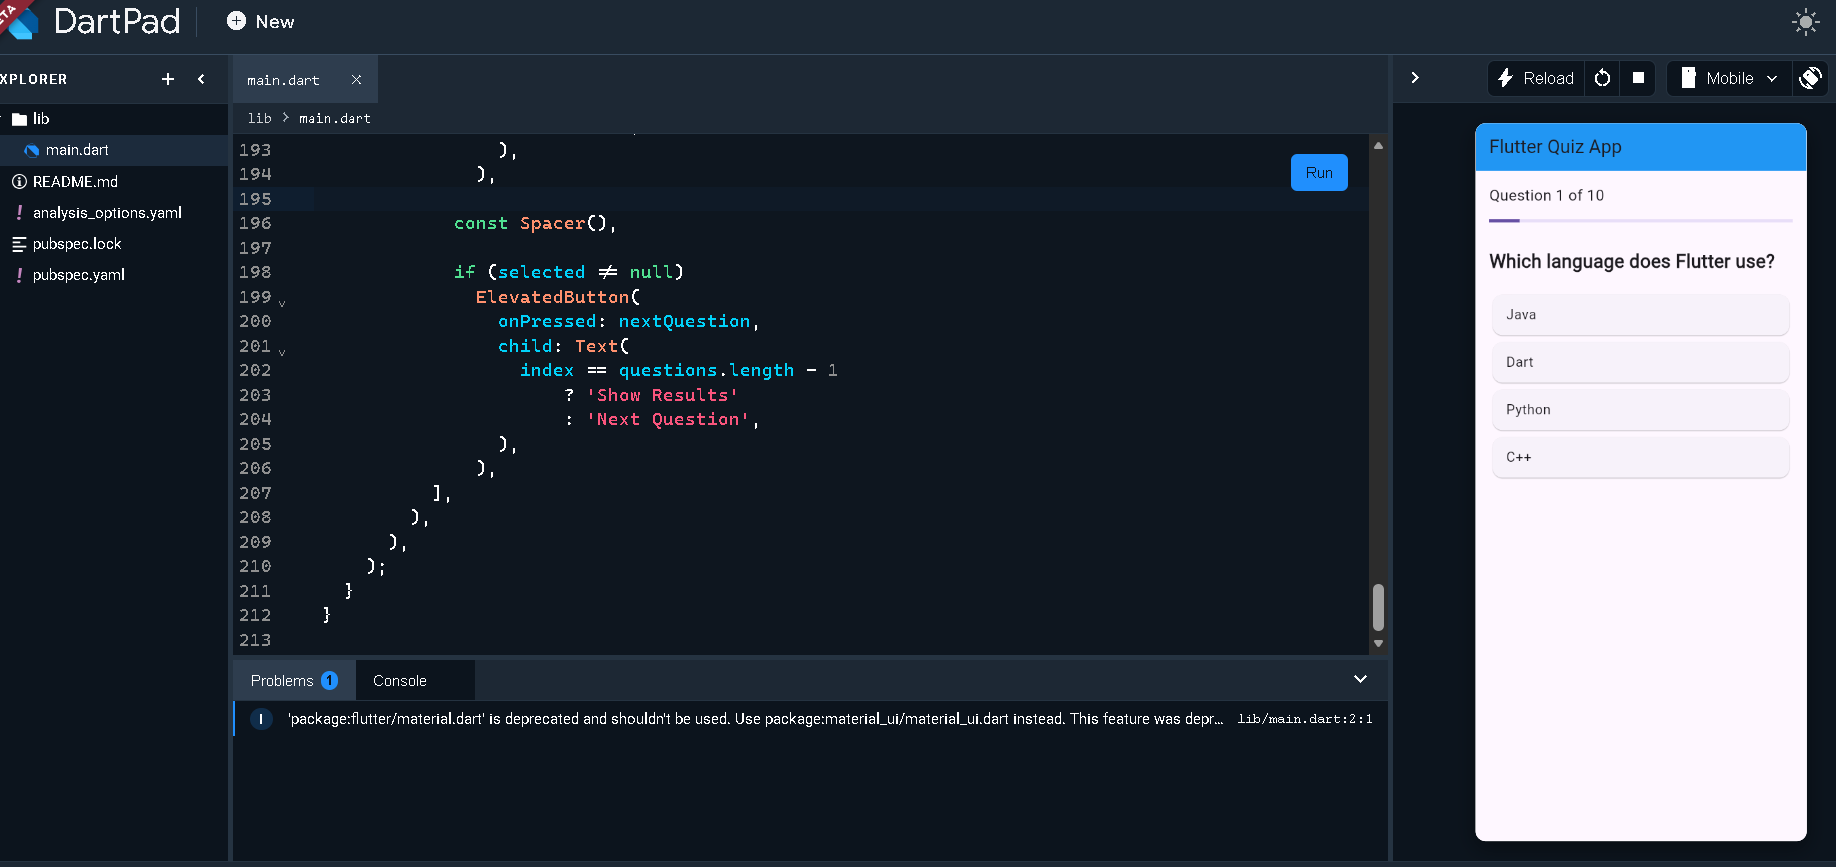 DartPad
New
XPLORER
lib
main.dart
README.md
analysis_options.yaml
pubspec.lock
pubspec.yaml
main.dart
lib > main.dart
193 ),
194 ),
195
196 const Spacer(),
197
198 if (selected != null)
199 ElevatedButton(
200 onPressed: nextQuestion,
201 child: Text(
202 index == questions.length - 1
203 ? 'Show Results'
204 : 'Next Question',
205 ),
206 ),
207 ],
208 ),
209 ),
210 );
211 }
212 }
213
Run
Problems 1
Console
'package:flutter/material.dart' is deprecated and shouldn't be used. Use package:material_ui/material_ui.dart instead. This feature was depr... lib/main.dart:2:1
Reload
Mobile
Flutter Quiz App
Question 1 of 10
Which language does Flutter use?
Java
Dart
Python
C++